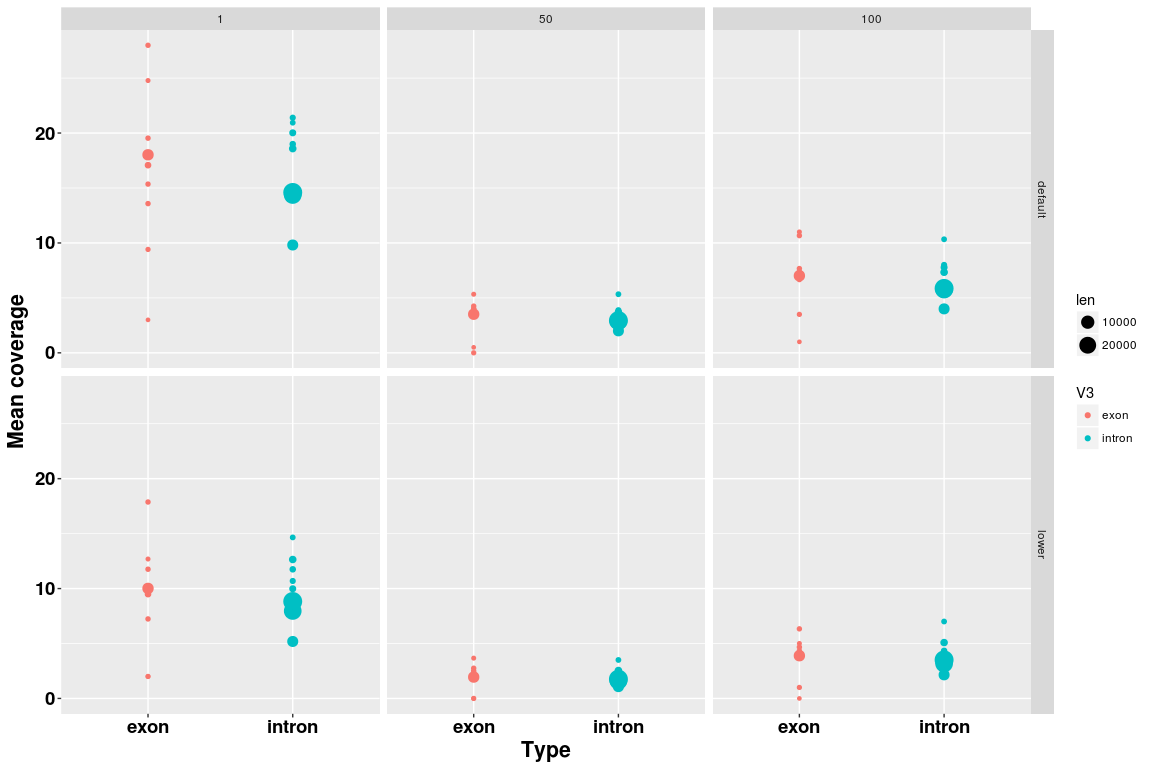 1 50 100
20
10
0
default
20
10
0
lower
exon intron exon intron exon intron
Type
Mean coverage
len
10000
20000
V3
exon
intron